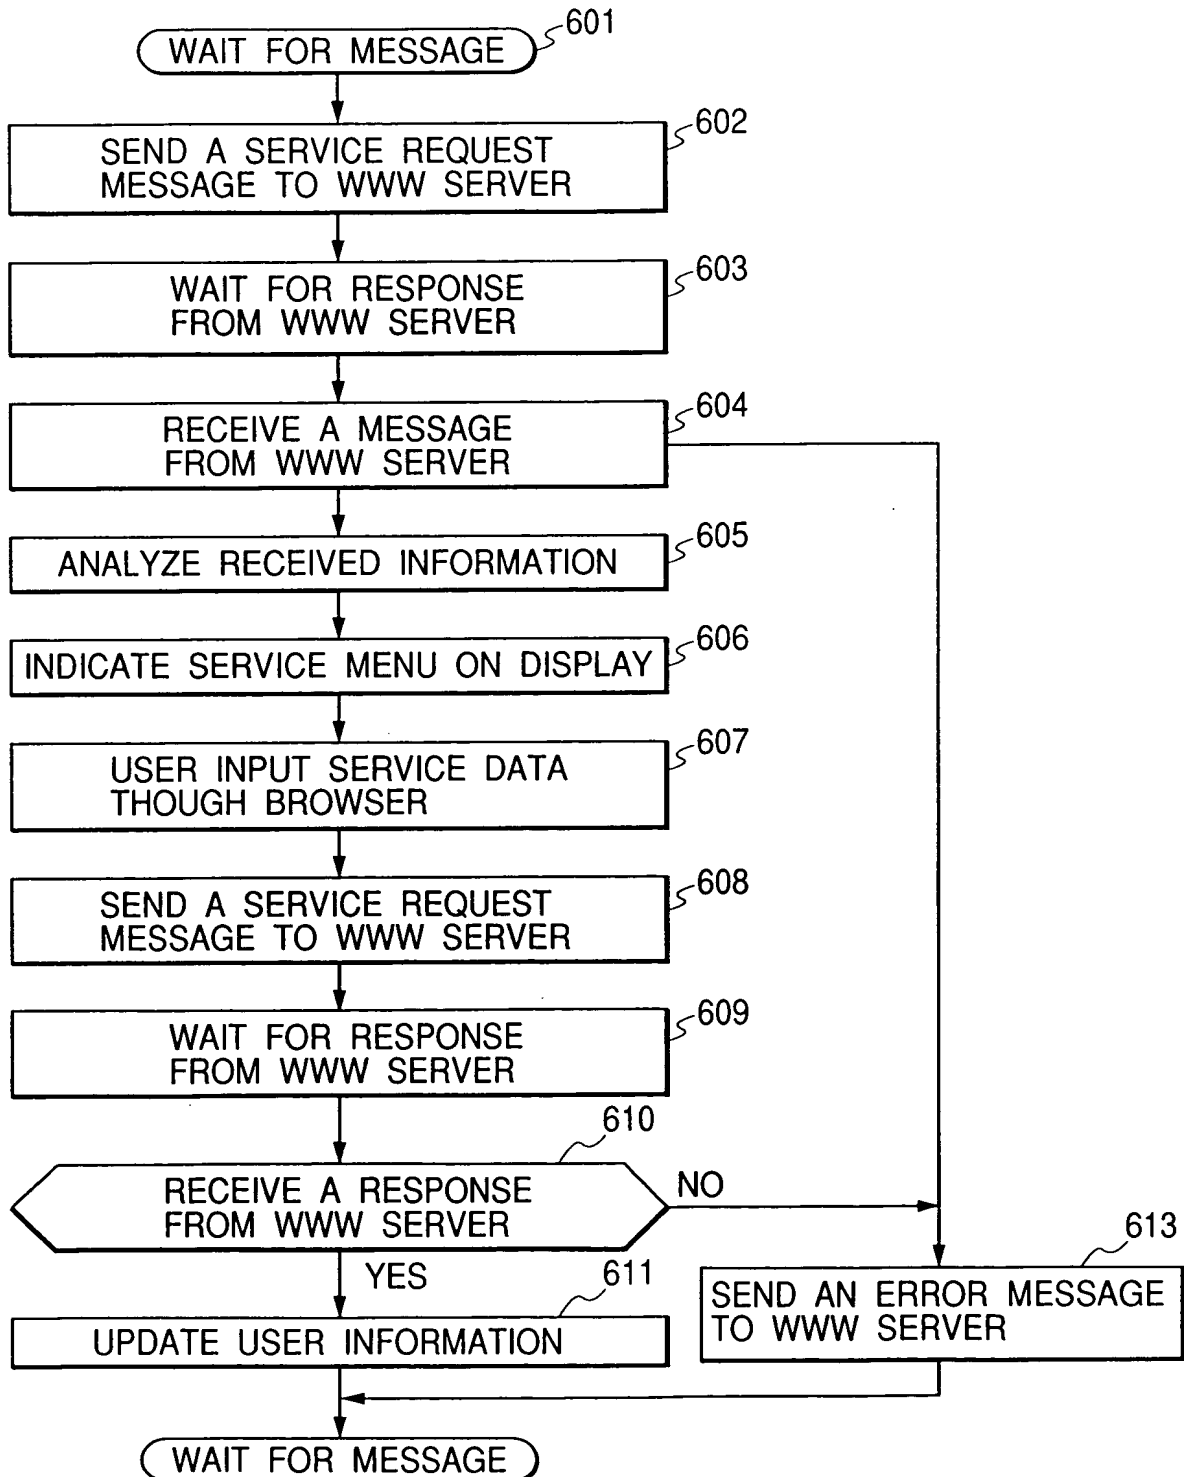 601
WAIT FOR MESSAGE
602
SEND A SERVICE REQUEST
MESSAGE TO WWW SERVER
603
WAIT FOR RESPONSE
FROM WWW SERVER
604
RECEIVE A MESSAGE
FROM WWW SERVER
605
ANALYZE RECEIVED INFORMATION
606
INDICATE SERVICE MENU ON DISPLAY
607
USER INPUT SERVICE DATA
THOUGH BROWSER
608
SEND A SERVICE REQUEST
MESSAGE TO WWW SERVER
609
WAIT FOR RESPONSE
FROM WWW SERVER
610
RECEIVE A RESPONSE
FROM WWW SERVER
NO
YES
611
UPDATE USER INFORMATION
613
SEND AN ERROR MESSAGE
TO WWW SERVER
WAIT FOR MESSAGE